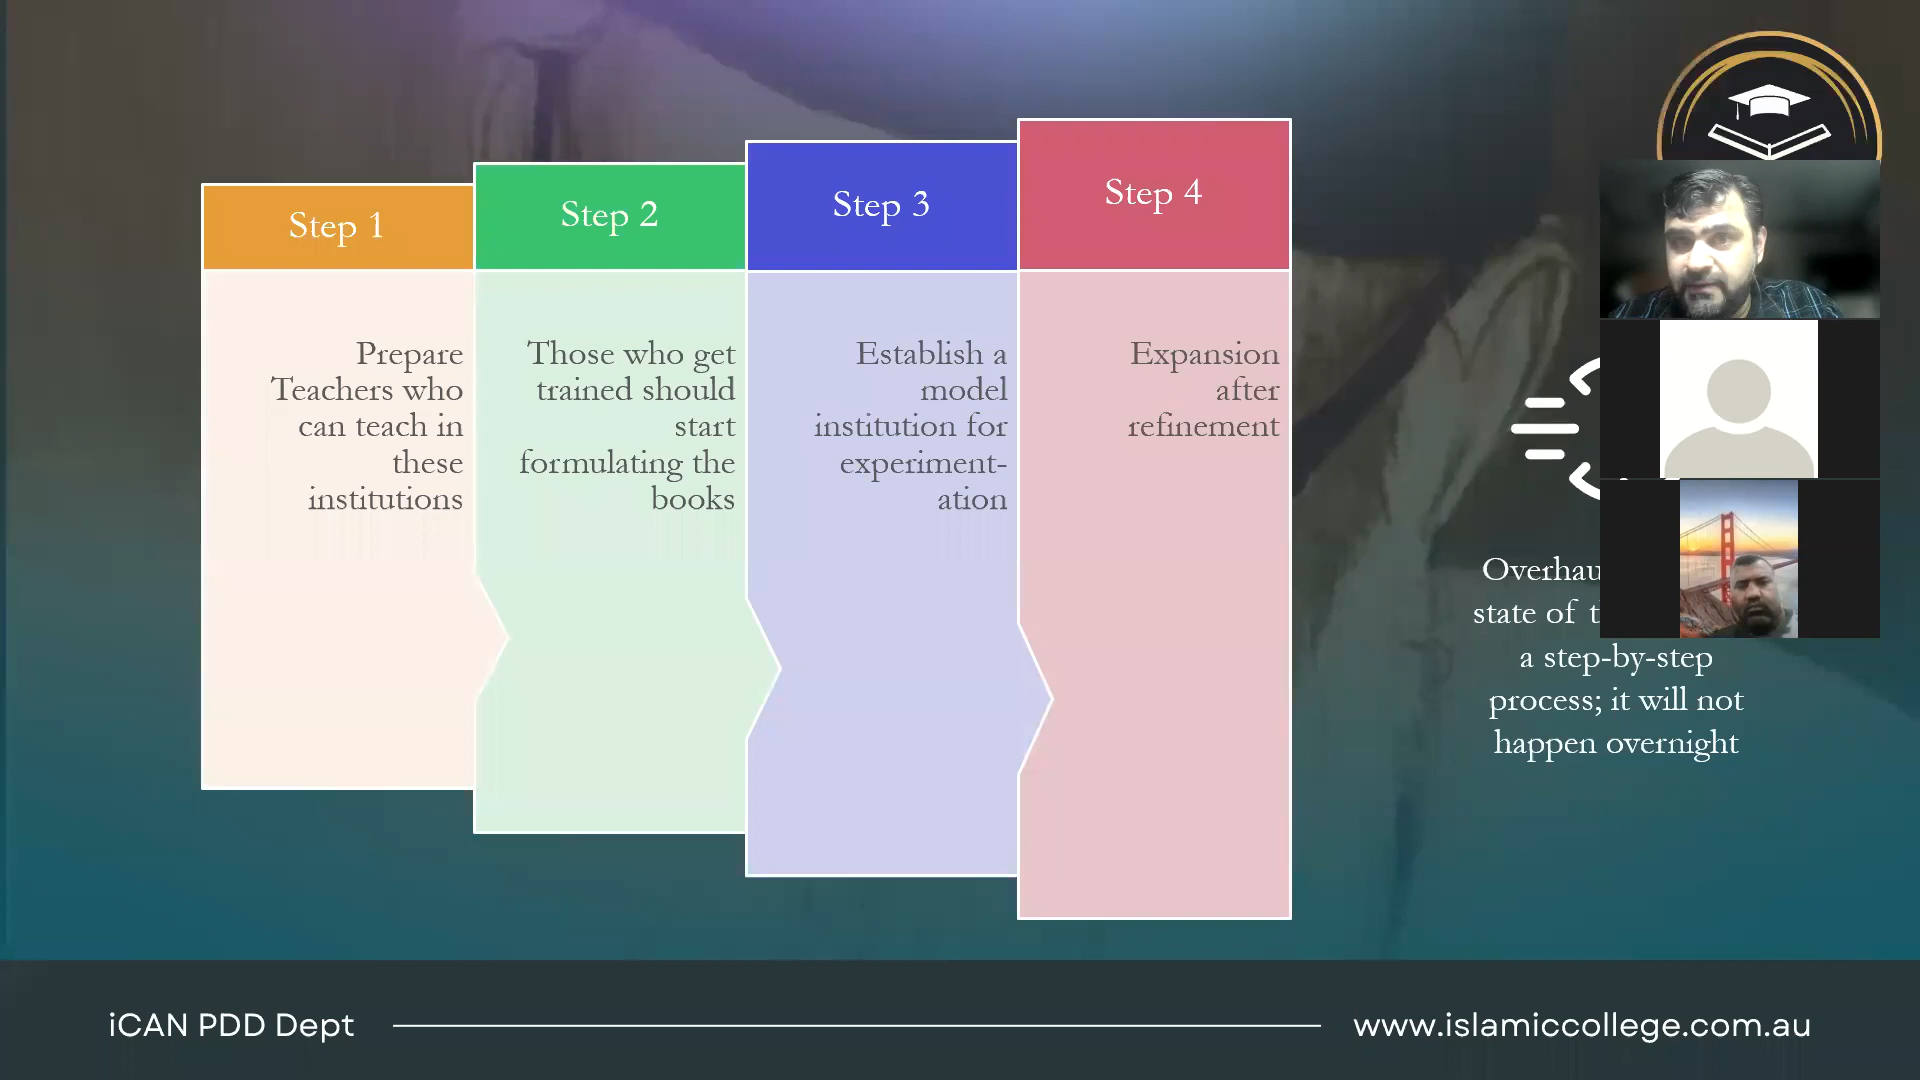 Step 1
Prepare
Teachers who
can teach in
these
institutions
Step 2
Those who get
trained should
start
formulating the
books
Step 3
Establish a
model
institution for
experiment-
ation
Step 4
Expansion
after
refinement
state of
a step-by-step
process; it will not
happen overnight
iCAN PDD Dept
www.islamiccollege.com.au